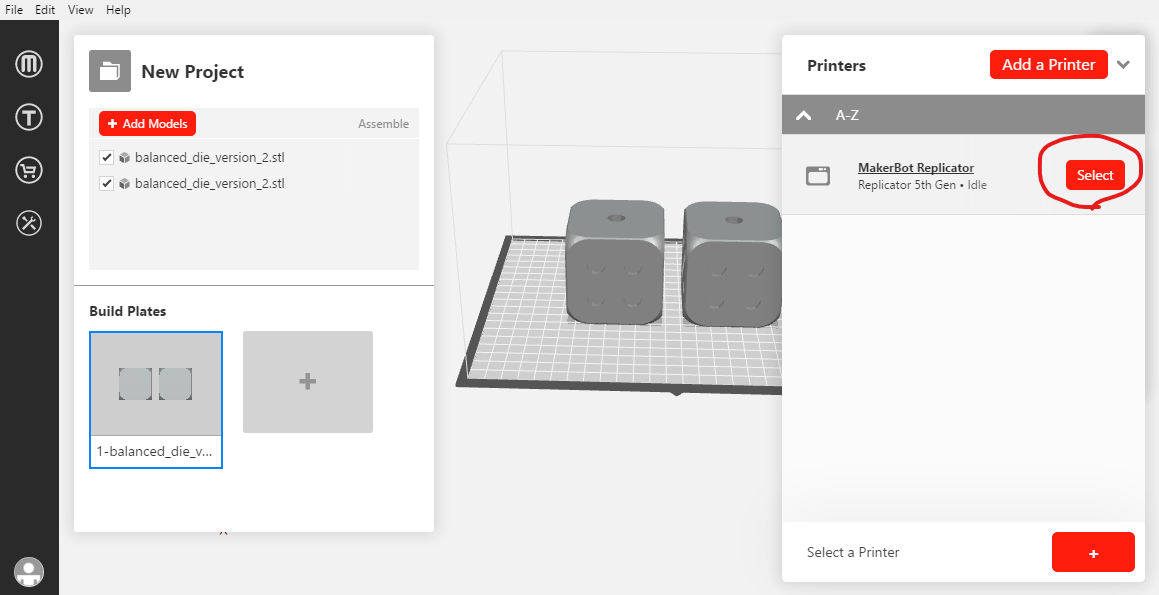 File Edit View Help
New Project
+ Add Models
Assemble
balanced_die_version_2.stl
balanced_die_version_2.stl
Build Plates
+
1-balanced_die_v...
Printers
Add a Printer
A-Z
MakerBot Replicator
Replicator 5th Gen • Idle
Select
Select a Printer
+